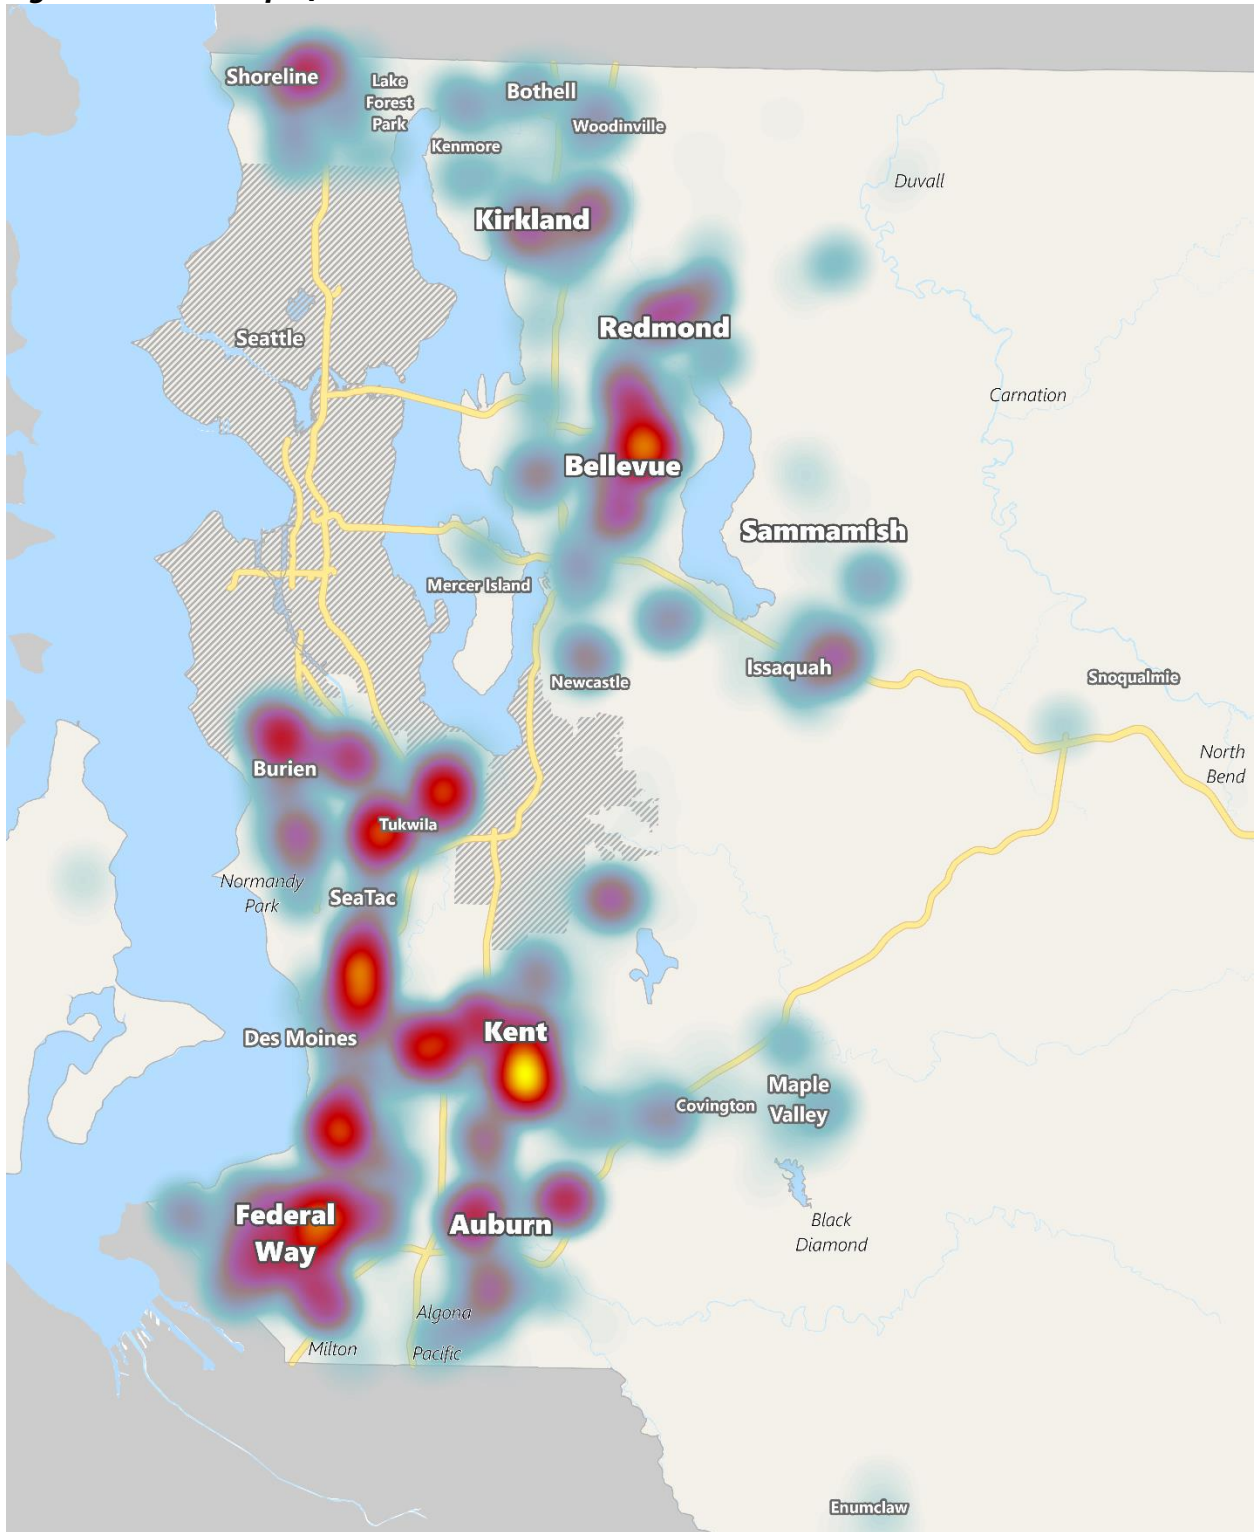 Shoreline
Lake
Forest
Park
Bothell
Woodinville
Kenmore
Duvall
Kirkland
Redmond
Seattle
Carnation
Bellevue
Sammamish
Mercer Island
Issaquah
Newcastle
Snoqualmie
North
Bend
Burien
Tukwila
Normandy
Park
SeaTac
Des Moines
Kent
Maple
Valley
Covington
Federal
Way
Auburn
Black
Diamond
Algona
Milton
Pacific
Enumclaw